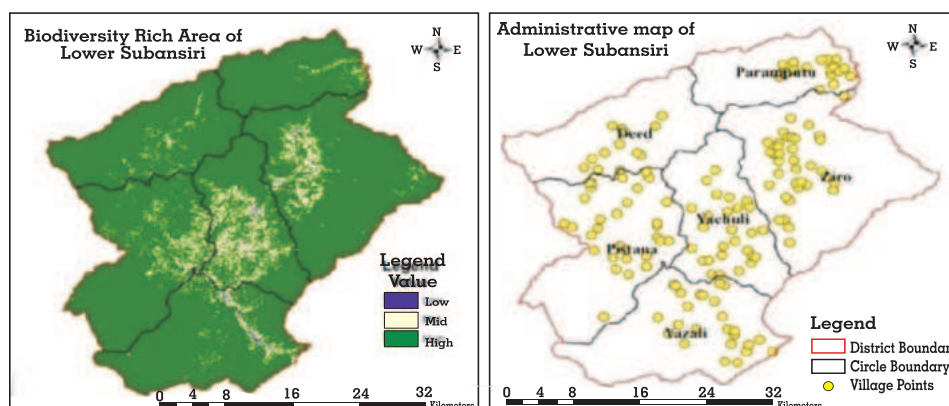 Biodiversity Rich Area of
Lower Subansiri
N
W E
S
Legend
Value
Low
Mid
High
0 4 8 16 24 32
Kilometers
Administrative map of
Lower Subansiri
N
W E
S
Paramputu
Deed
Ziro
Yachuli
Pistana
Yazali
Legend
District Boundar
Circle Boundary
Village Points
0 4 8 16 24 32
Kilometers